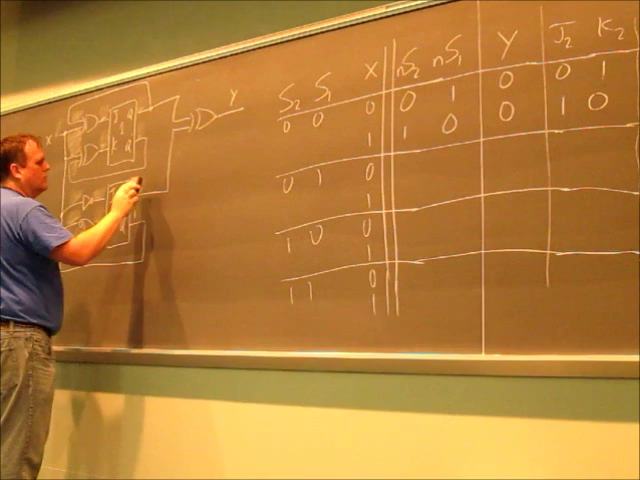 X
J Q
1
K Q
Y
S2 S1 X nS2 nS1 Y J2 K2
0 0 0 0 1 0 0 1
1 1 0 0 1 0
0 1 0
1
1 0 0
1
1 1 0
1